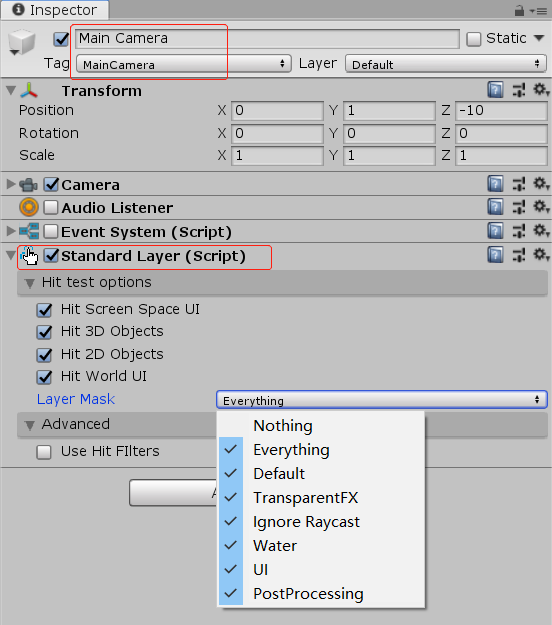 Inspector
Main Camera Static
Tag MainCamera Layer Default
Transform
Position X 0 Y 1 Z -10
Rotation X 0 Y 0 Z 0
Scale X 1 Y 1 Z 1
Camera
Audio Listener
Event System (Script)
Standard Layer (Script)
Hit test options
Hit Screen Space UI
Hit 3D Objects
Hit 2D Objects
Hit World UI
Layer Mask Everything
Advanced
Use Hit FIlters
A
Nothing
Everything
Default
TransparentFX
Ignore Raycast
Water
UI
PostProcessing